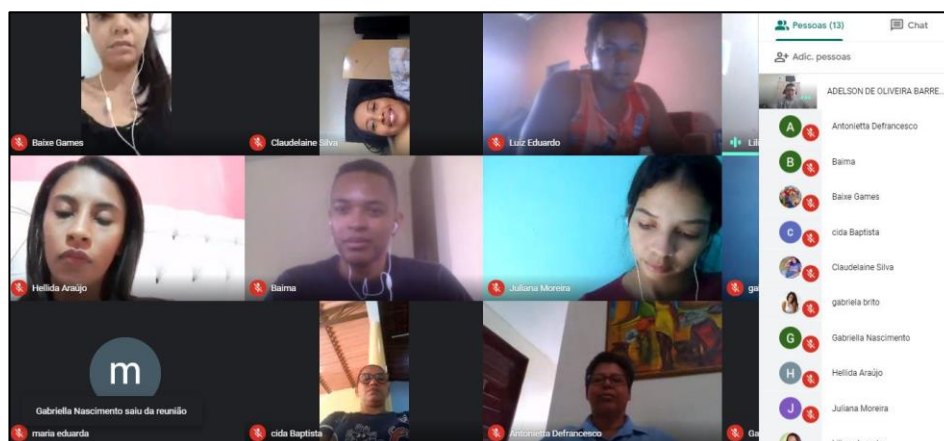 Baixe Games
Claudelaine Silva
Luiz Eduardo
Hellida Araújo
Baima
Juliana Moreira
m
Gabriella Nascimento saiu da reunião
maria eduarda
cida Baptista
Antonietta Defrancesco
Pessoas (13)
Chat
Adic. pessoas
ADELSON DE OLIVEIRA BARRE...
A
Antonietta Defrancesco
B
Baima
Baixe Games
c
cida Baptista
Claudelaine Silva
gabriela brito
G
Gabriella Nascimento
H
Hellida Araújo
J
Juliana Moreira